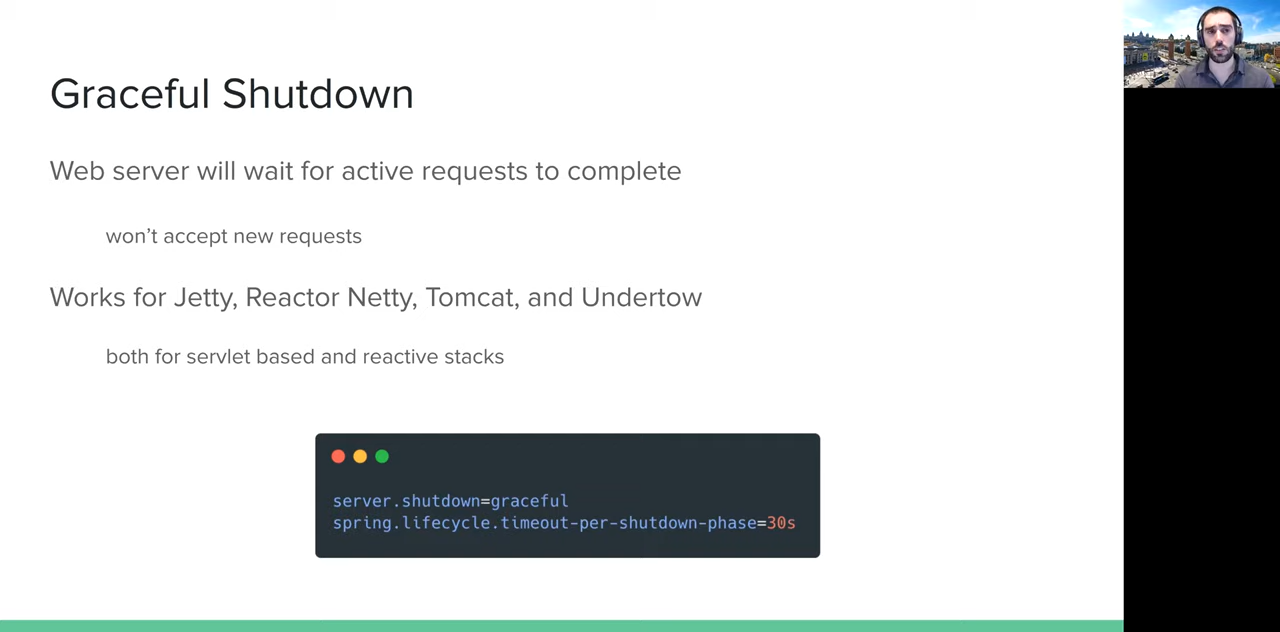 Graceful Shutdown
Web server will wait for active requests to complete
won’t accept new requests
Works for Jetty, Reactor Netty, Tomcat, and Undertow
both for servlet based and reactive stacks
server.shutdown=graceful
spring.lifecycle.timeout-per-shutdown-phase=30s